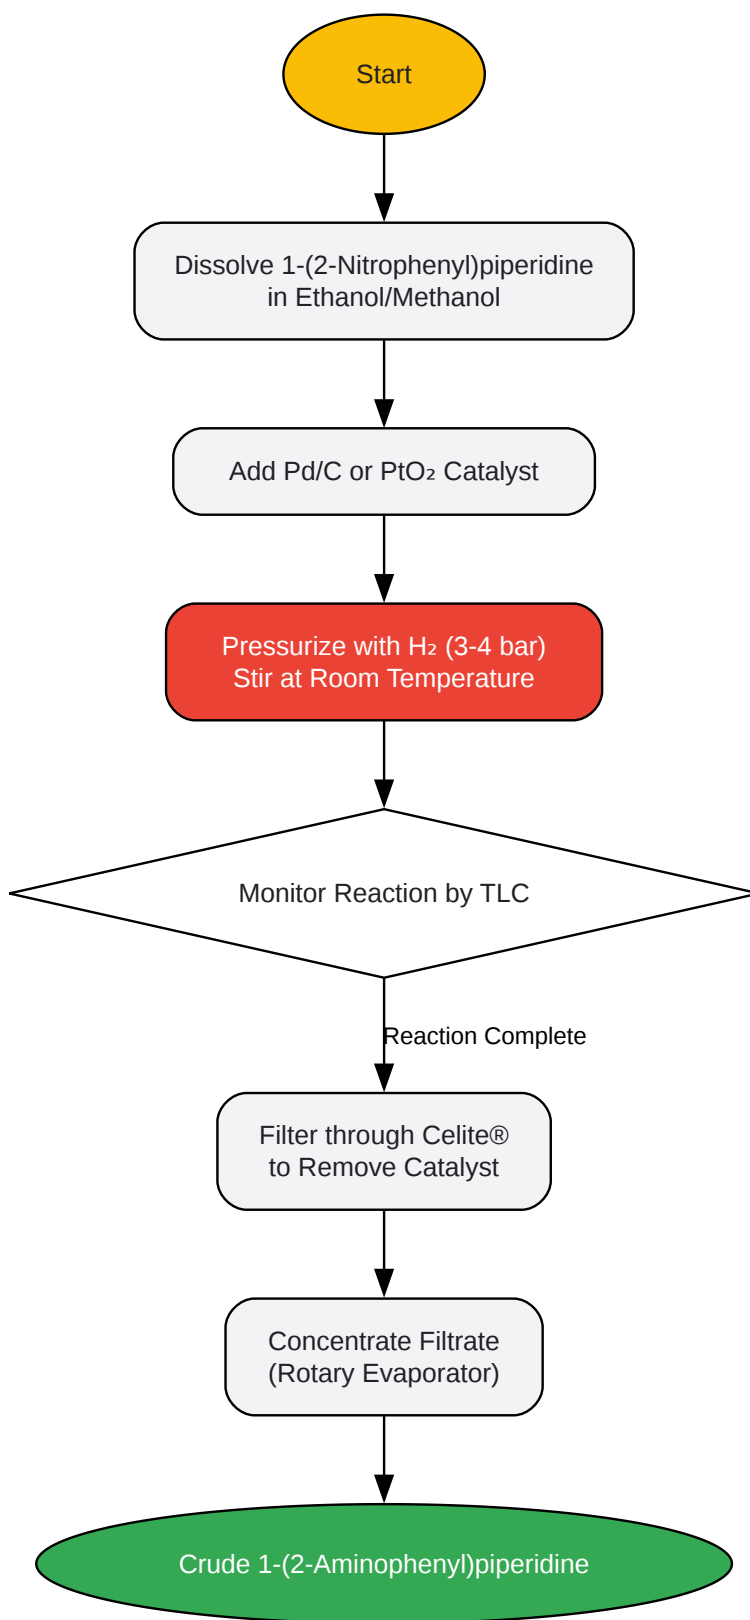 Start
Dissolve 1-(2-Nitrophenyl)piperidine
in Ethanol/Methanol
Add Pd/C or PtO₂ Catalyst
Pressurize with H₂ (3-4 bar)
Stir at Room Temperature
Monitor Reaction by TLC
Reaction Complete
Filter through Celite®
to Remove Catalyst
Concentrate Filtrate
(Rotary Evaporator)
Crude 1-(2-Aminophenyl)piperidine